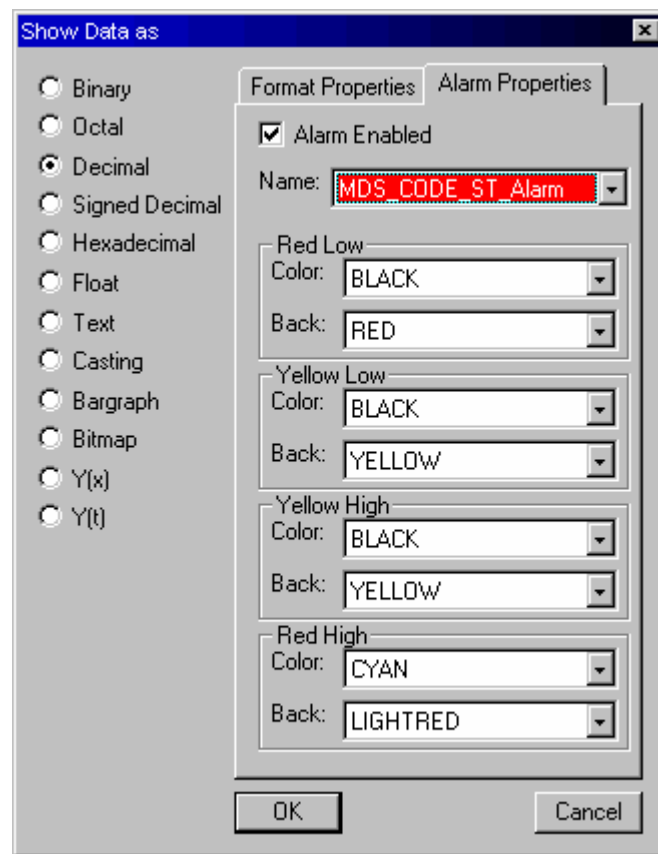 Show Data as
Binary
Octal
Decimal
Signed Decimal
Hexadecimal
Float
Text
Casting
Bargraph
Bitmap
Y(x)
Y(t)
Format Properties
Alarm Properties
Alarm Enabled
Name: MDS_CODE_ST_Alarm
Red Low
Color: BLACK
Back: RED
Yellow Low
Color: BLACK
Back: YELLOW
Yellow High
Color: BLACK
Back: YELLOW
Red High
Color: CYAN
Back: LIGHTRED
OK
Cancel